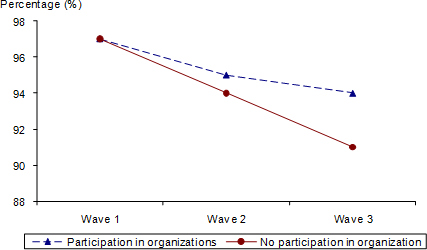 Percentage (%)
98
96
94
92
90
88
Wave 1 Wave 2 Wave 3
Participation in organizations No participation in organization